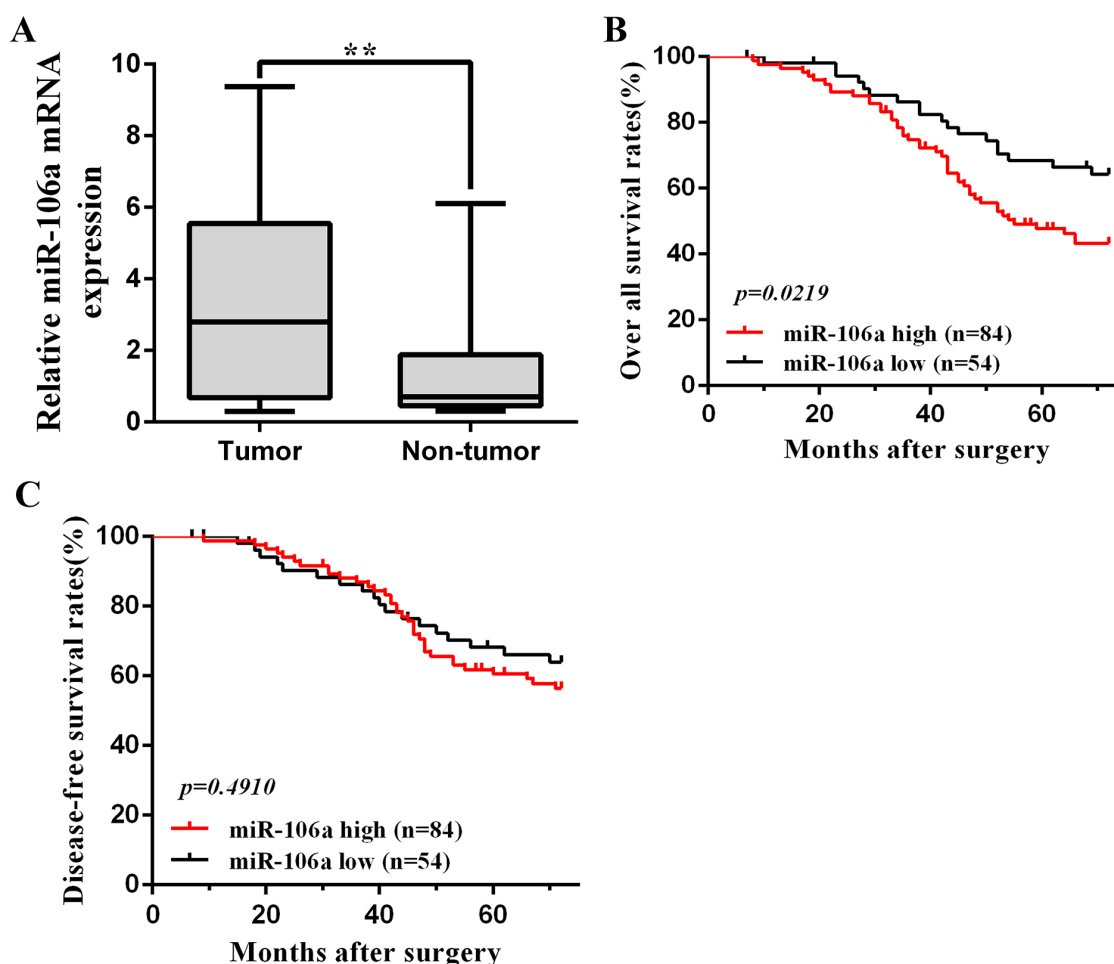 A
Relative miR-106a mRNA
expression
10
8
6
4
2
0
**
Tumor
Non-tumor
B
Over all survival rates(%)
100
80
60
40
20
0
p=0.0219
miR-106a high (n=84)
miR-106a low (n=54)
0
20
40
60
Months after surgery
C
Disease-free survival rates(%)
100
80
60
40
20
0
p=0.4910
miR-106a high (n=84)
miR-106a low (n=54)
0
20
40
60
Months after surgery